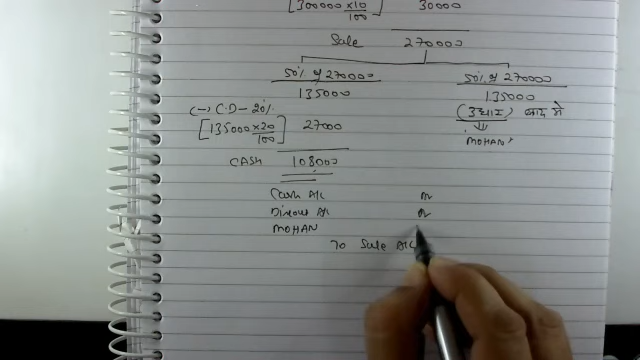 [300000 × 10/100] 30000
Sale 270000
50% of 270000 50% of 270000
135000 135000
(-) C.D - 20% (उधार) बाद में
[135000 × 20/100] 27000 ⇓
MOHAN
CASH 108000
Cash A/c Dr
Discout A/c Dr
MOHAN
To Sale A/c